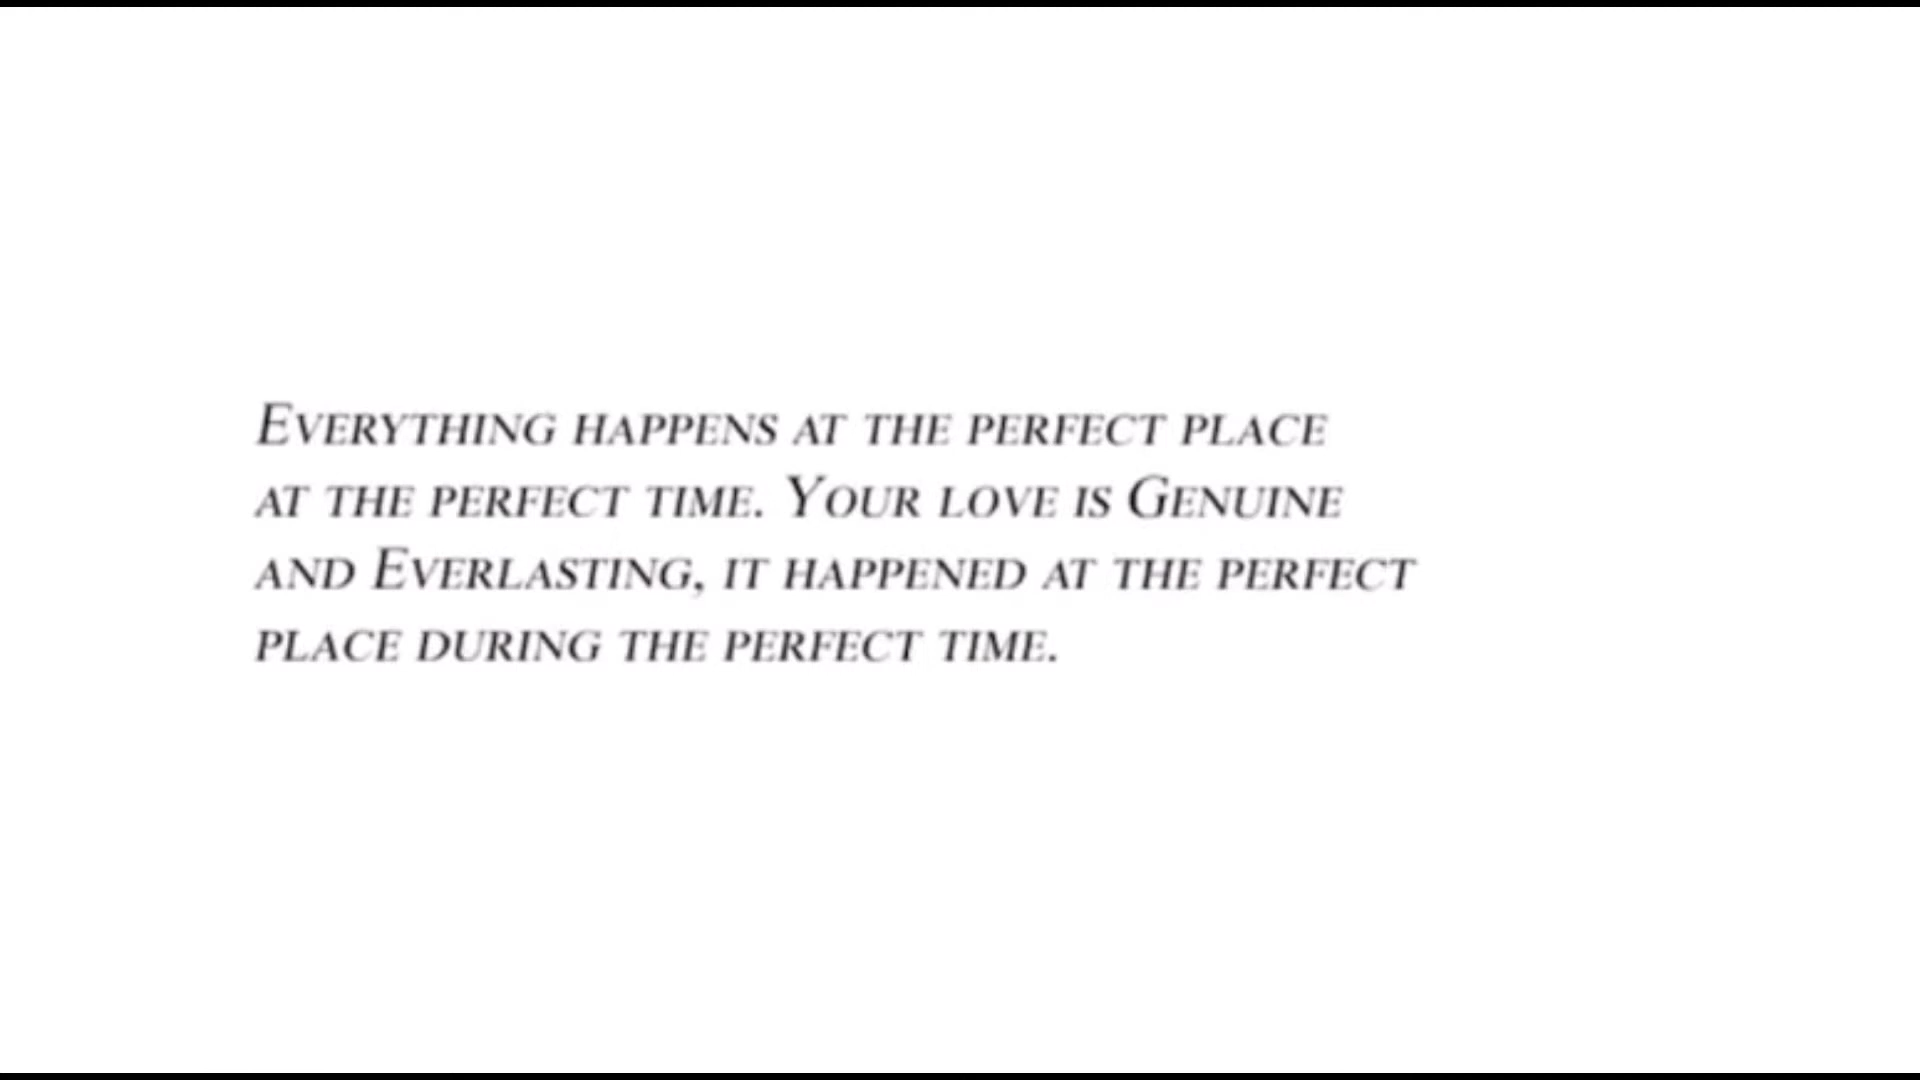 Everything happens at the perfect place
at the perfect time. Your love is Genuine
and Everlasting, it happened at the perfect
place during the perfect time.